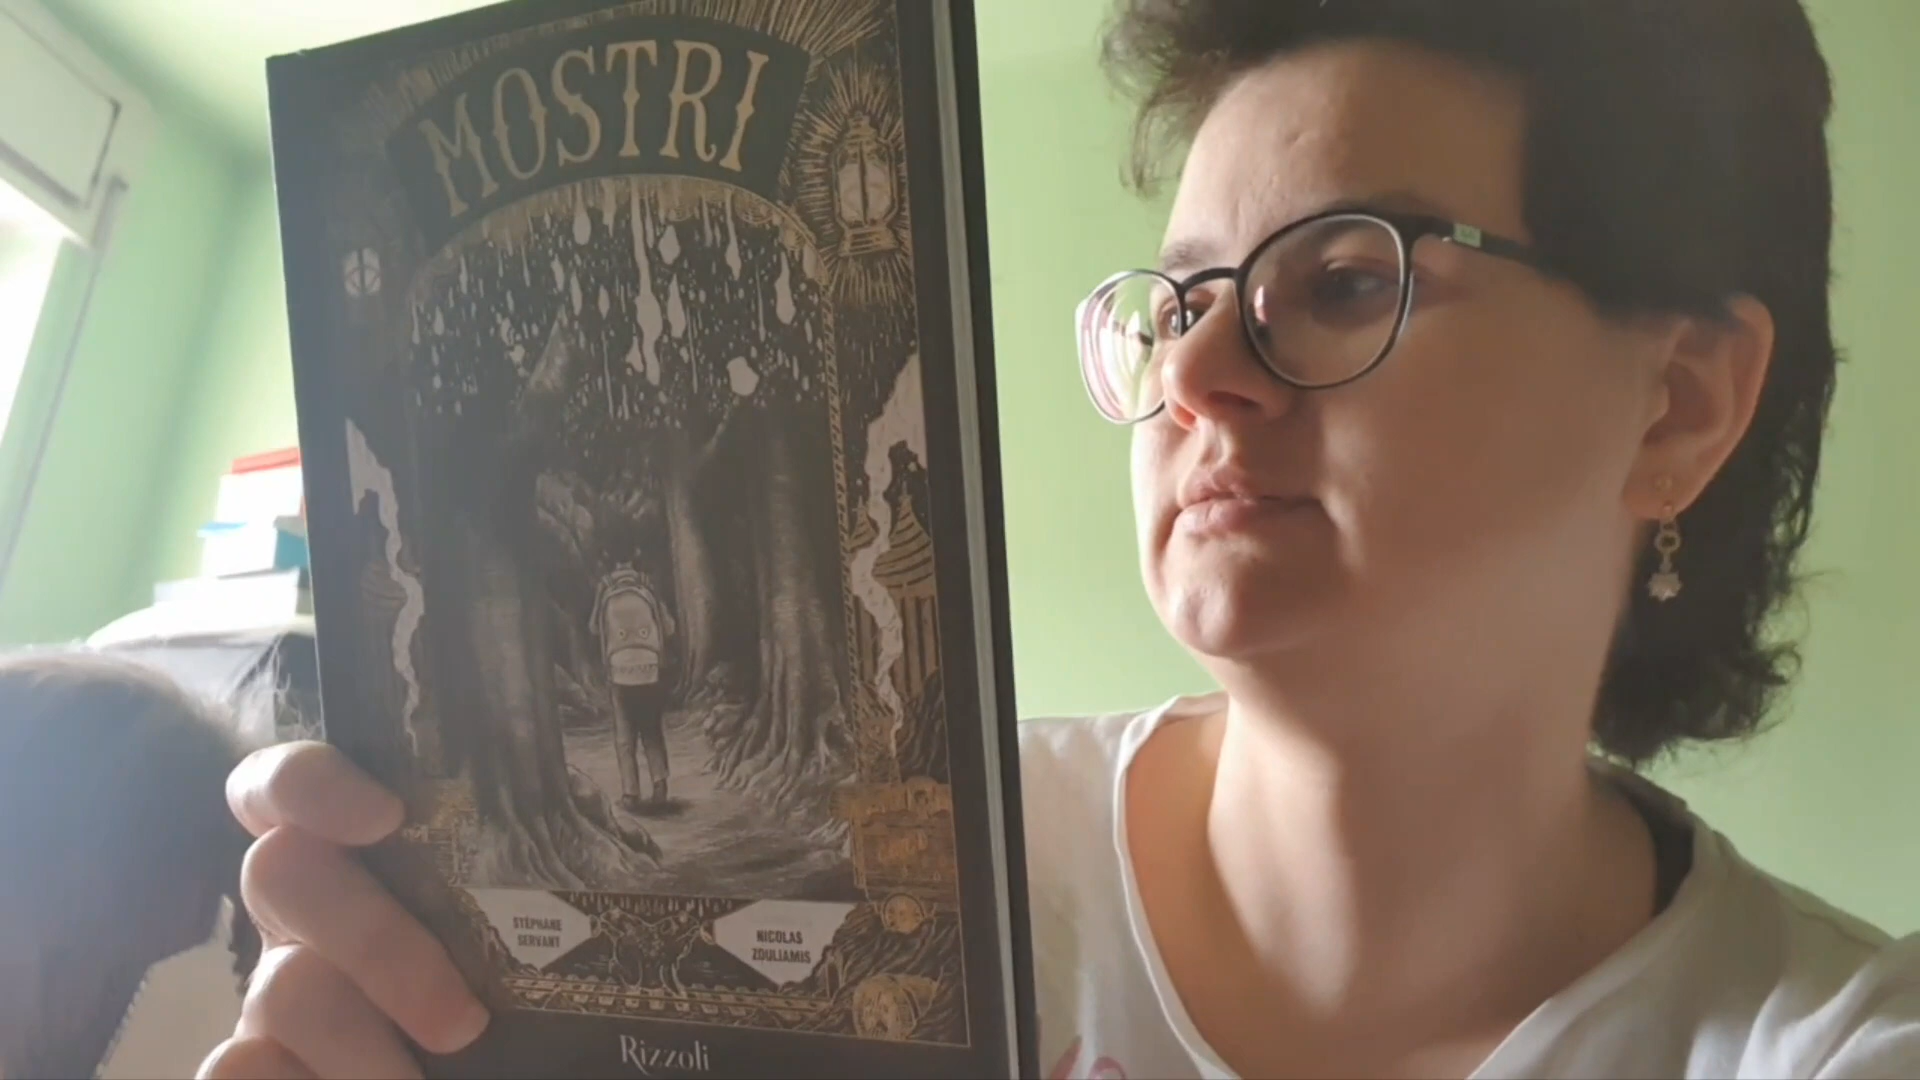 MOSTRI
STÉPHANE
SERVANT
NICOLAS
ZOULIAMIS
Rizzoli